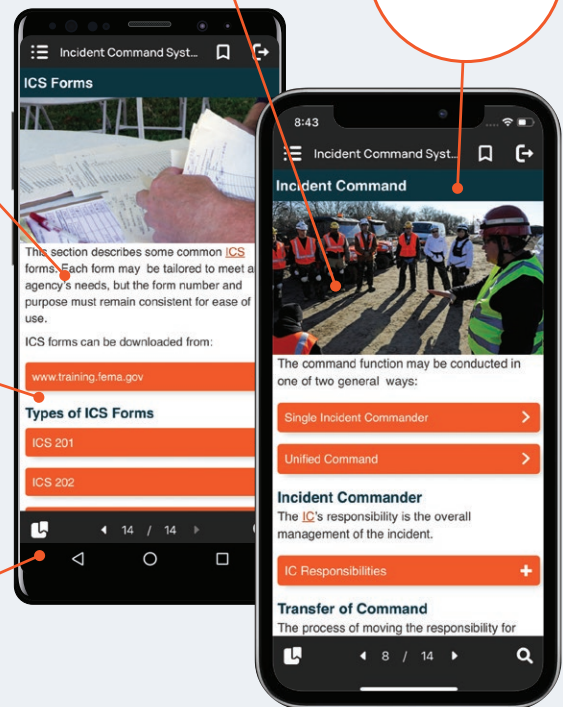 Incident Command Syst...
ICS Forms
This section describes some common ICS
forms. Each form may be tailored to meet a
agency's needs, but the form number and
purpose must remain consistent for ease of
use.
ICS forms can be downloaded from:
www.training.fema.gov
Types of ICS Forms
ICS 201
ICS 202
14 / 14
8:43
Incident Command Syst...
Incident Command
The command function may be conducted in
one of two general ways:
Single Incident Commander
Unified Command
Incident Commander
The IC's responsibility is the overall
management of the incident.
IC Responsibilities
Transfer of Command
The process of moving the responsibility for
8 / 14